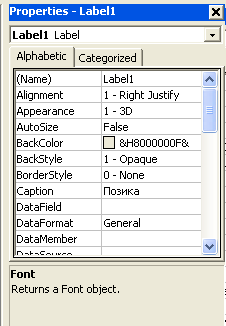 Properties - Label1
Label1 Label
Alphabetic Categorized
(Name) Label1
Alignment 1 - Right Justify
Appearance 1 - 3D
AutoSize False
BackColor &H8000000F&
BackStyle 1 - Opaque
BorderStyle 0 - None
Caption Позика
DataField
DataFormat General
DataMember
DataSource
Font
Returns a Font object.